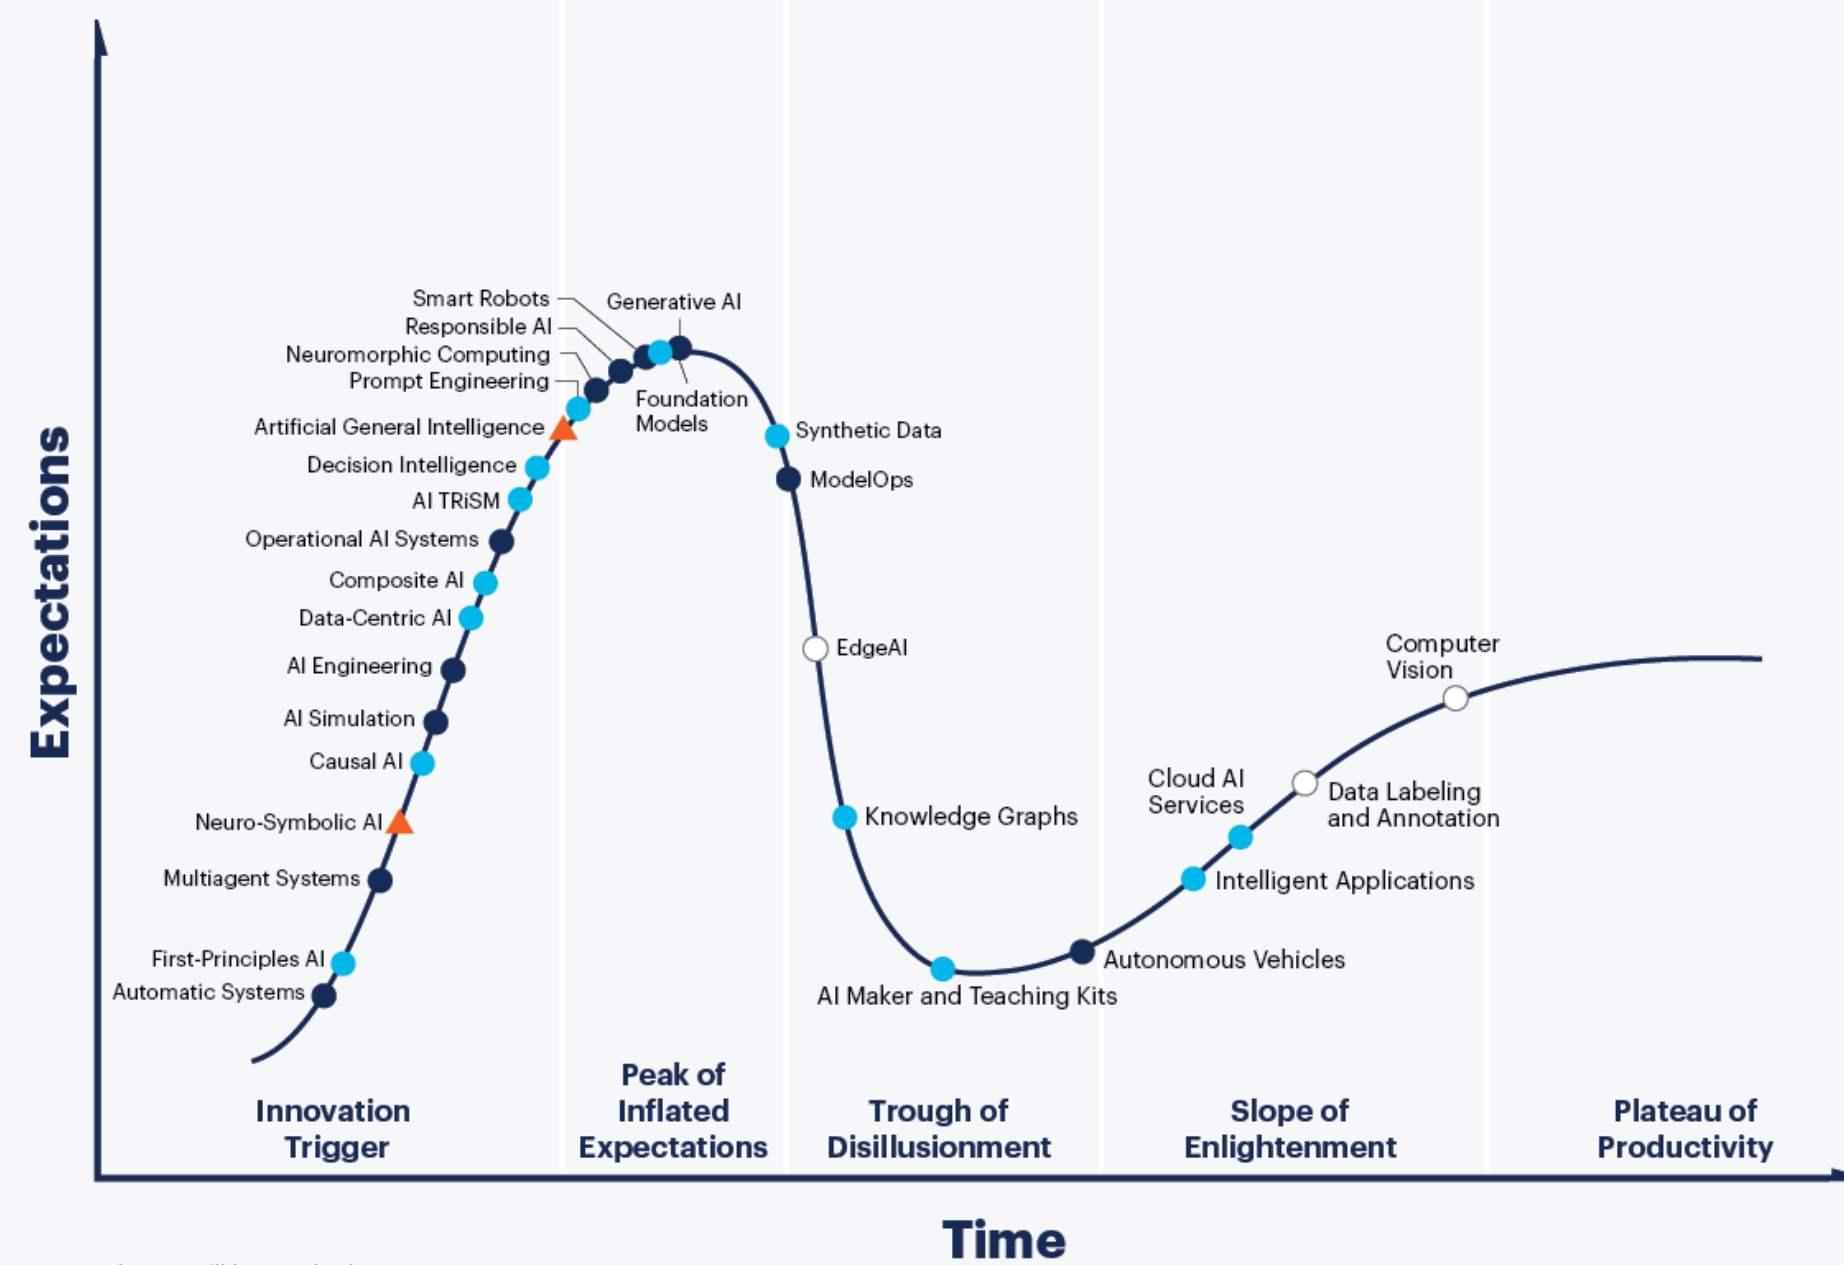 Expectations
Smart Robots
Generative AI
Responsible AI
Neuromorphic Computing
Prompt Engineering
Foundation
Models
Artificial General Intelligence
Decision Intelligence
AI TRiSM
Operational AI Systems
Composite AI
Data-Centric AI
AI Engineering
AI Simulation
Causal AI
Neuro-Symbolic AI
Multiagent Systems
First-Principles AI
Automatic Systems
Synthetic Data
ModelOps
EdgeAI
Knowledge Graphs
AI Maker and Teaching Kits
Autonomous Vehicles
Intelligent Applications
Cloud AI
Services
Data Labeling
and Annotation
Computer
Vision
Innovation
Trigger
Peak of
Inflated
Expectations
Trough of
Disillusionment
Slope of
Enlightenment
Plateau of
Productivity
Time